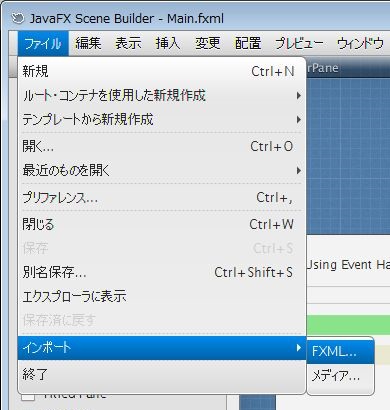 JavaFX Scene Builder - Main.fxml
ファイル 編集 表示 挿入 変更 配置 プレビュー ウィンドウ
新規 Ctrl+N
ルート・コンテナを使用した新規作成
テンプレートから新規作成
開く... Ctrl+O
最近のものを開く
プリファレンス... Ctrl+,
閉じる Ctrl+W
保存 Ctrl+S
別名保存... Ctrl+Shift+S
エクスプローラに表示
保存済に戻す
インポート
FXML...
メディア...
終了
Using Event Ha